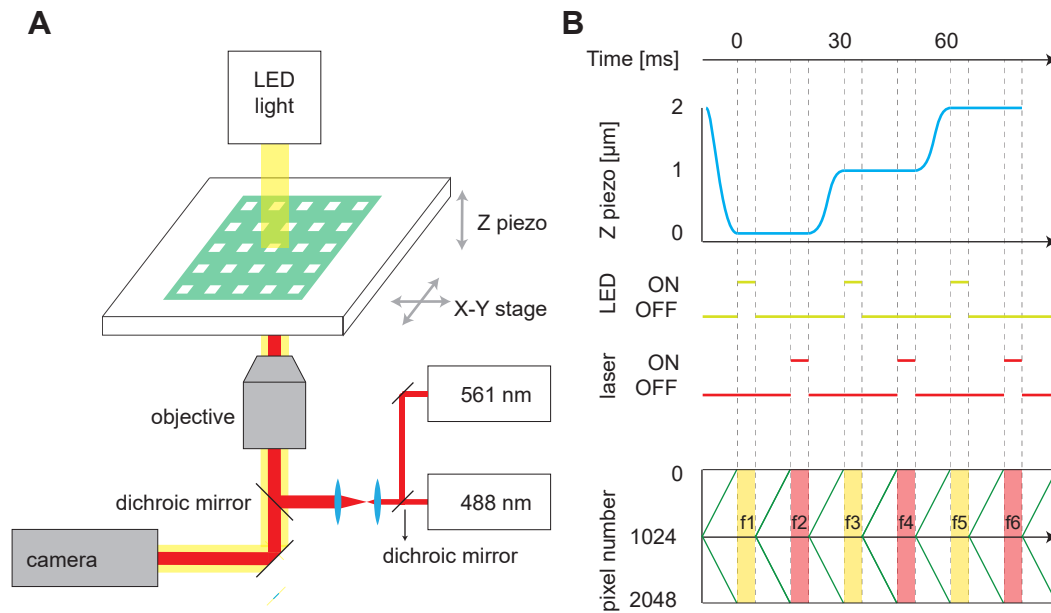 A
LED
light
Z piezo
X-Y stage
objective
561 nm
488 nm
dichroic mirror
dichroic mirror
camera
B
Time [ms]
0 30 60
Z piezo [µm]
2
1
0
LED
ON
OFF
laser
ON
OFF
pixel number
0
1024
2048
f1 f2 f3 f4 f5 f6